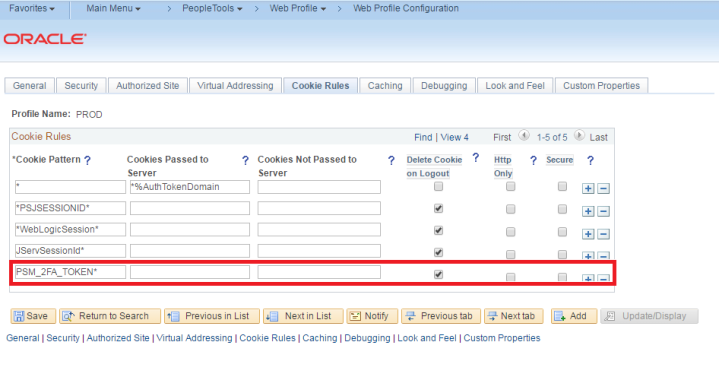 Favorites Main Menu > PeopleTools > Web Profile > Web Profile Configuration
ORACLE
General Security Authorized Site Virtual Addressing Cookie Rules Caching Debugging Look and Feel Custom Properties
Profile Name: PROD
Cookie Rules Find | View 4 First 1-5 of 5 Last
*Cookie Pattern ? Cookies Passed to ? Cookies Not Passed to ? Delete Cookie ? Http ? Secure ?
Server Server on Logout Only
* *%AuthTokenDomain
*PSJSESSIONID*
*WebLogicSession*
JServSessionId*
PSM_2FA_TOKEN*
Save Return to Search Previous in List Next in List Notify Previous tab Next tab Add Update/Display
General | Security | Authorized Site | Virtual Addressing | Cookie Rules | Caching | Debugging | Look and Feel | Custom Properties